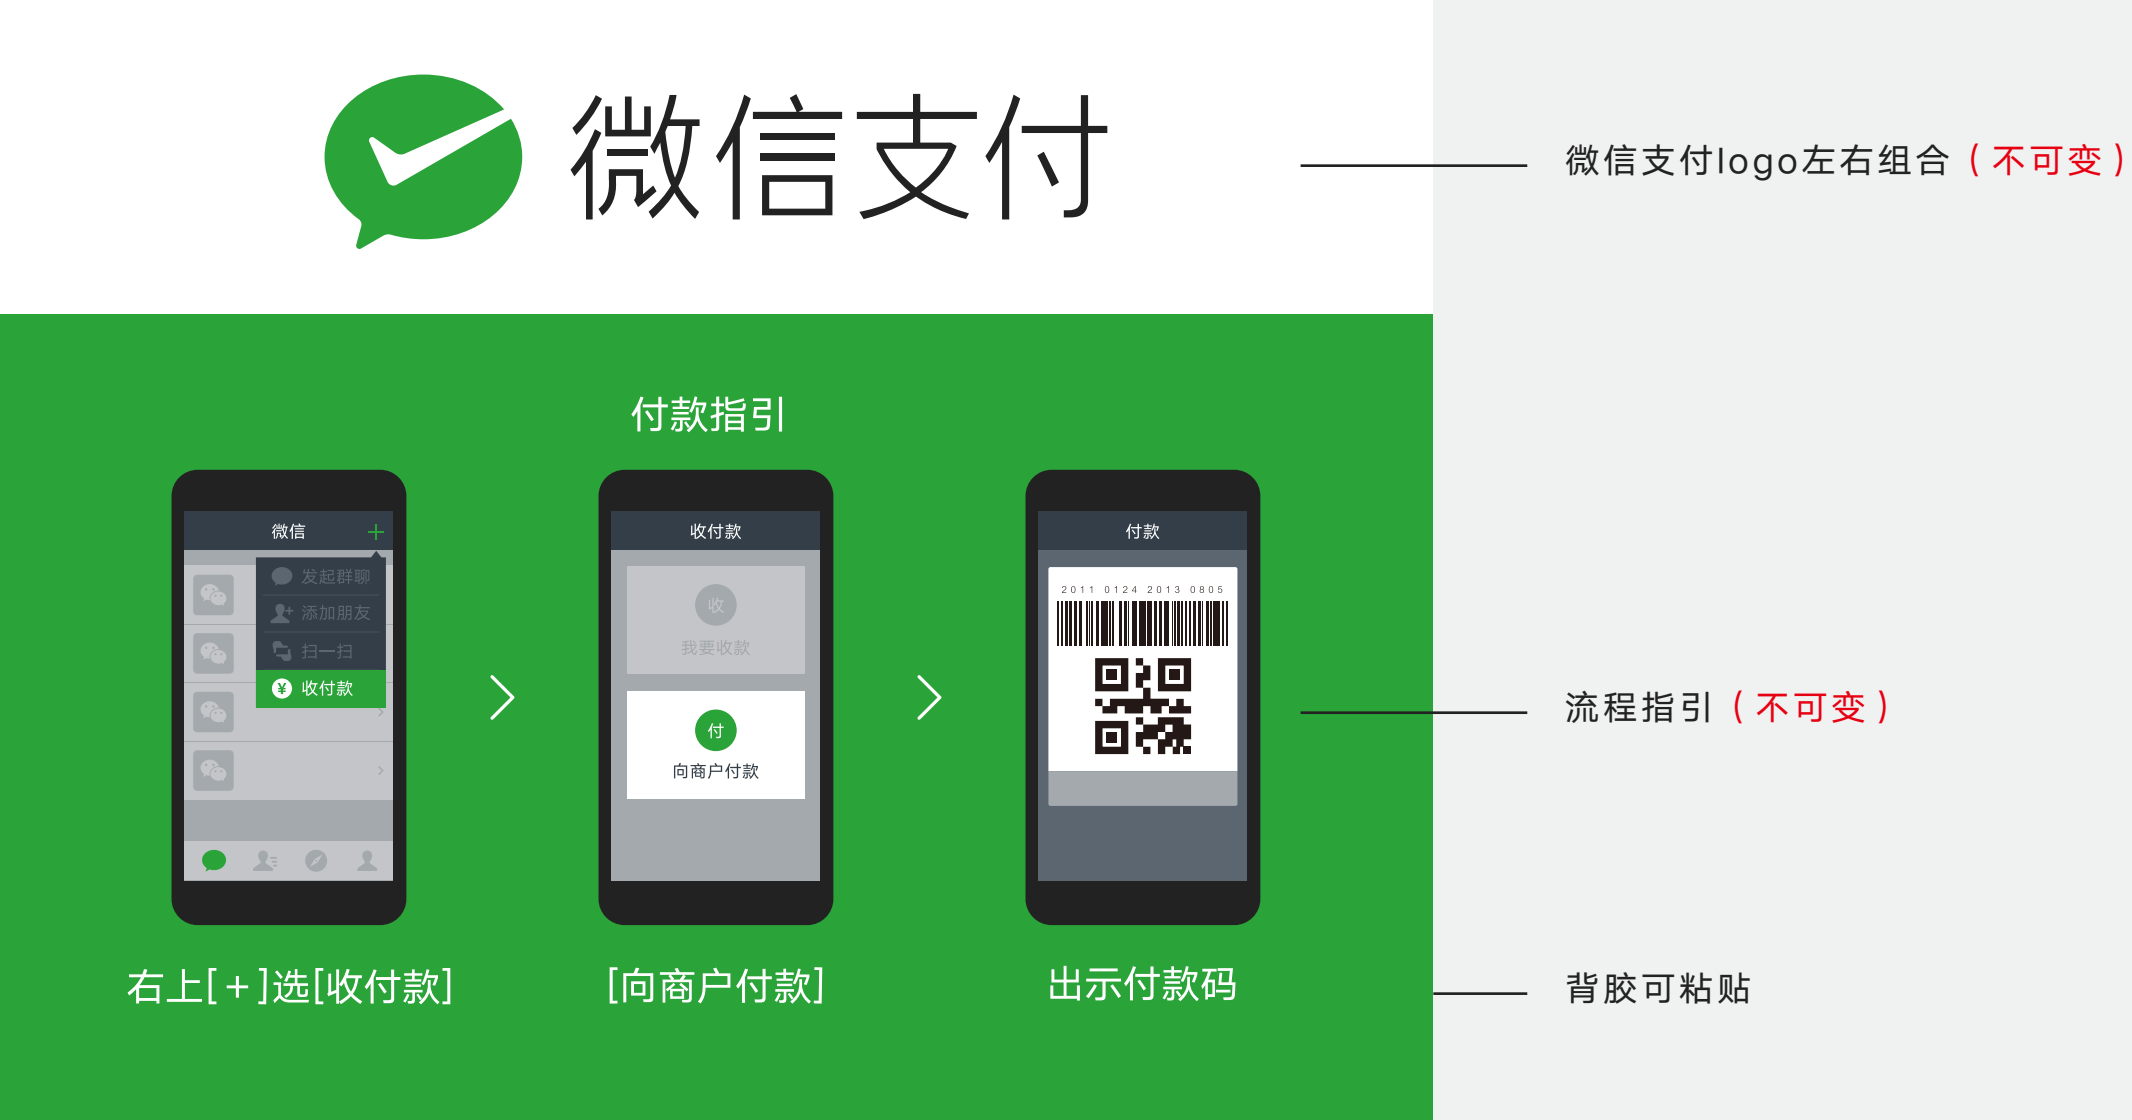 微信支付
微信支付logo左右组合(不可变)
付款指引
微信
发起群聊
添加朋友
扫一扫
收付款
收付款
收
我要收款
付
向商户付款
付款
2011 0124 2013 0805
流程指引(不可变)
右上[+]选[收付款]
[向商户付款]
出示付款码
背胶可粘贴